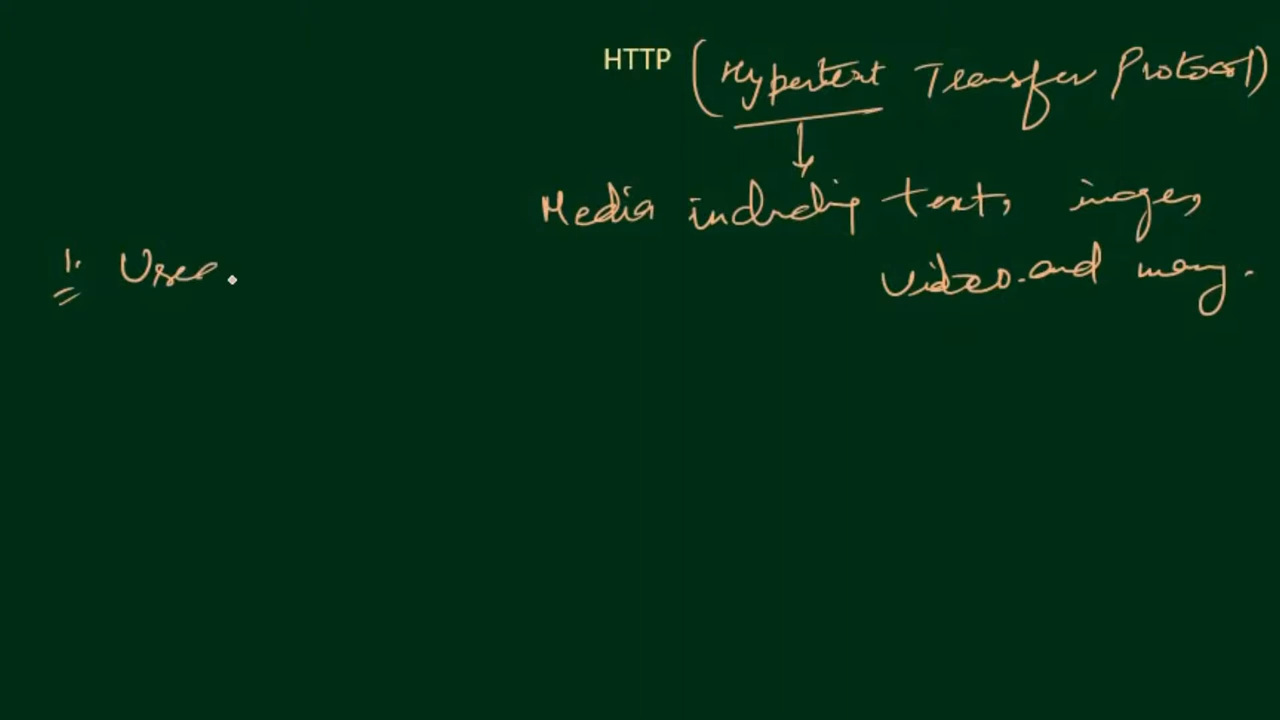 HTTP (Hypertext Transfer Protocol)
Media including text, images,
video and many.
1. User